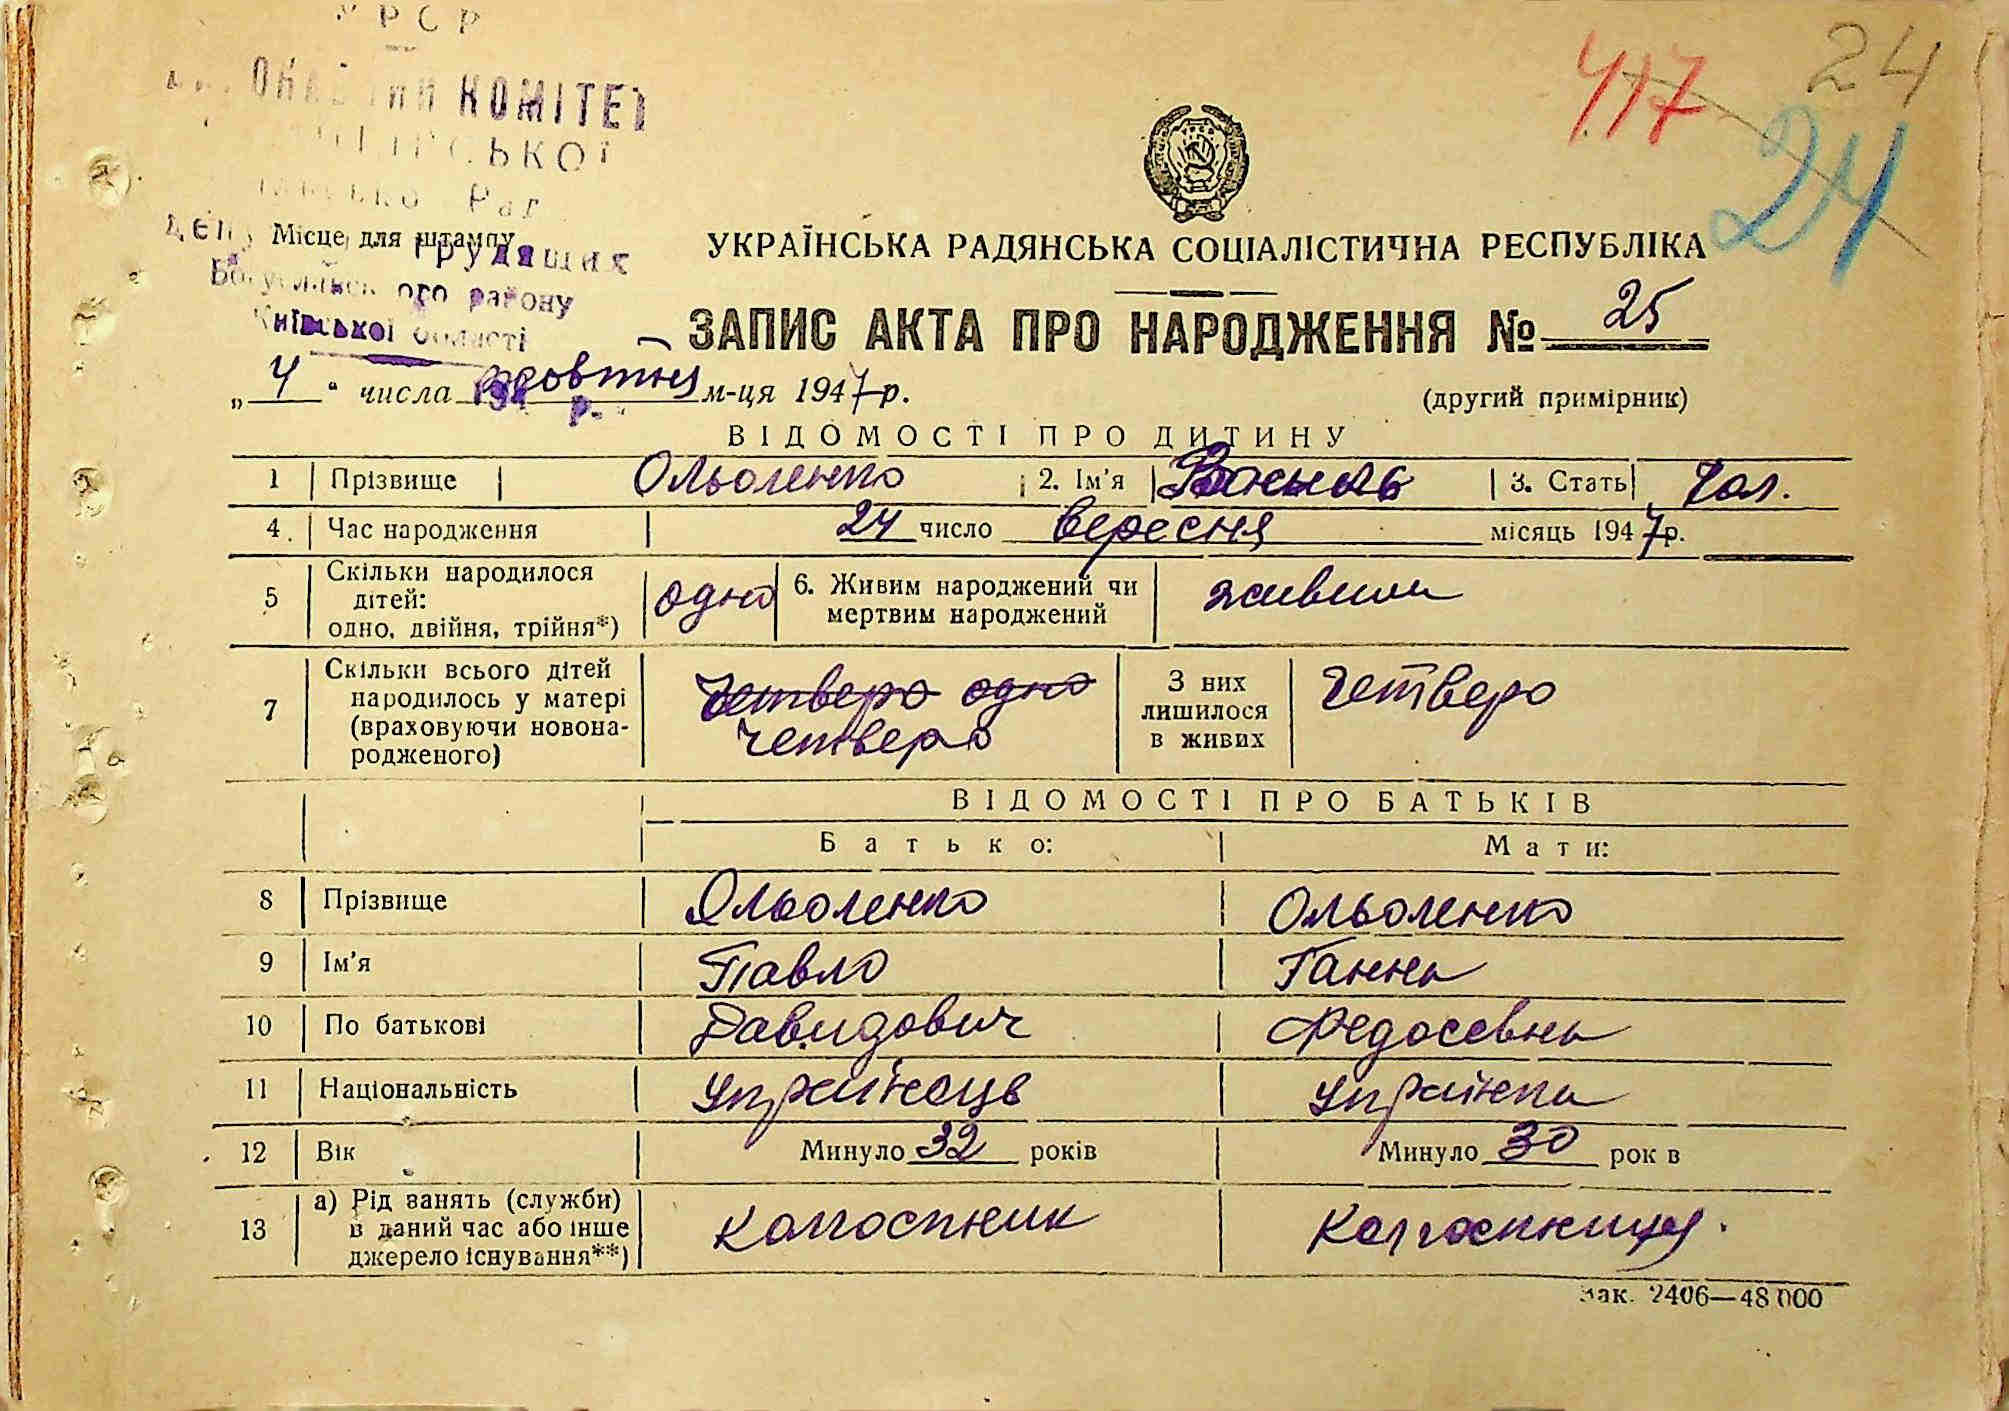 УРСР
КОМІТЕТ
трудящих
Богуславського району
Київської області
Місце для штампу
417 24
24
УКРАЇНСЬКА РАДЯНСЬКА СОЦІАЛІСТИЧНА РЕСПУБЛІКА
ЗАПИС АКТА ПРО НАРОДЖЕННЯ № 25
„ 4 “ числа жовтня м-ця 1947 р.
(другий примірник)
ВІДОМОСТІ ПРО ДИТИНУ
1 Прізвище Ольоленко 2. Ім'я 3. Стать Чол.
4. Час народження 24 число вересня місяць 1947 р.
5 Скільки народилося дітей: одно, двійня, трійня*) одно 6. Живим народжений чи мертвим народжений живим
7 Скільки всього дітей народилось у матері (враховуючи новонародженого) четверо одно четверо З них лишилося в живих четверо
ВІДОМОСТІ ПРО БАТЬКІВ
Батько: Мати:
8 Прізвище Ольоленко Ольоленко
9 Ім'я Павло Ганна
10 По батькові Давидович Федосевна
11 Національність Українець Українка
12 Вік Минуло 32 років Минуло 30 рок в
13 а) Рід занять (служби) в даний час або інше джерело існування**) колгоспник колгоспниця.
Зак. 2406—48 000